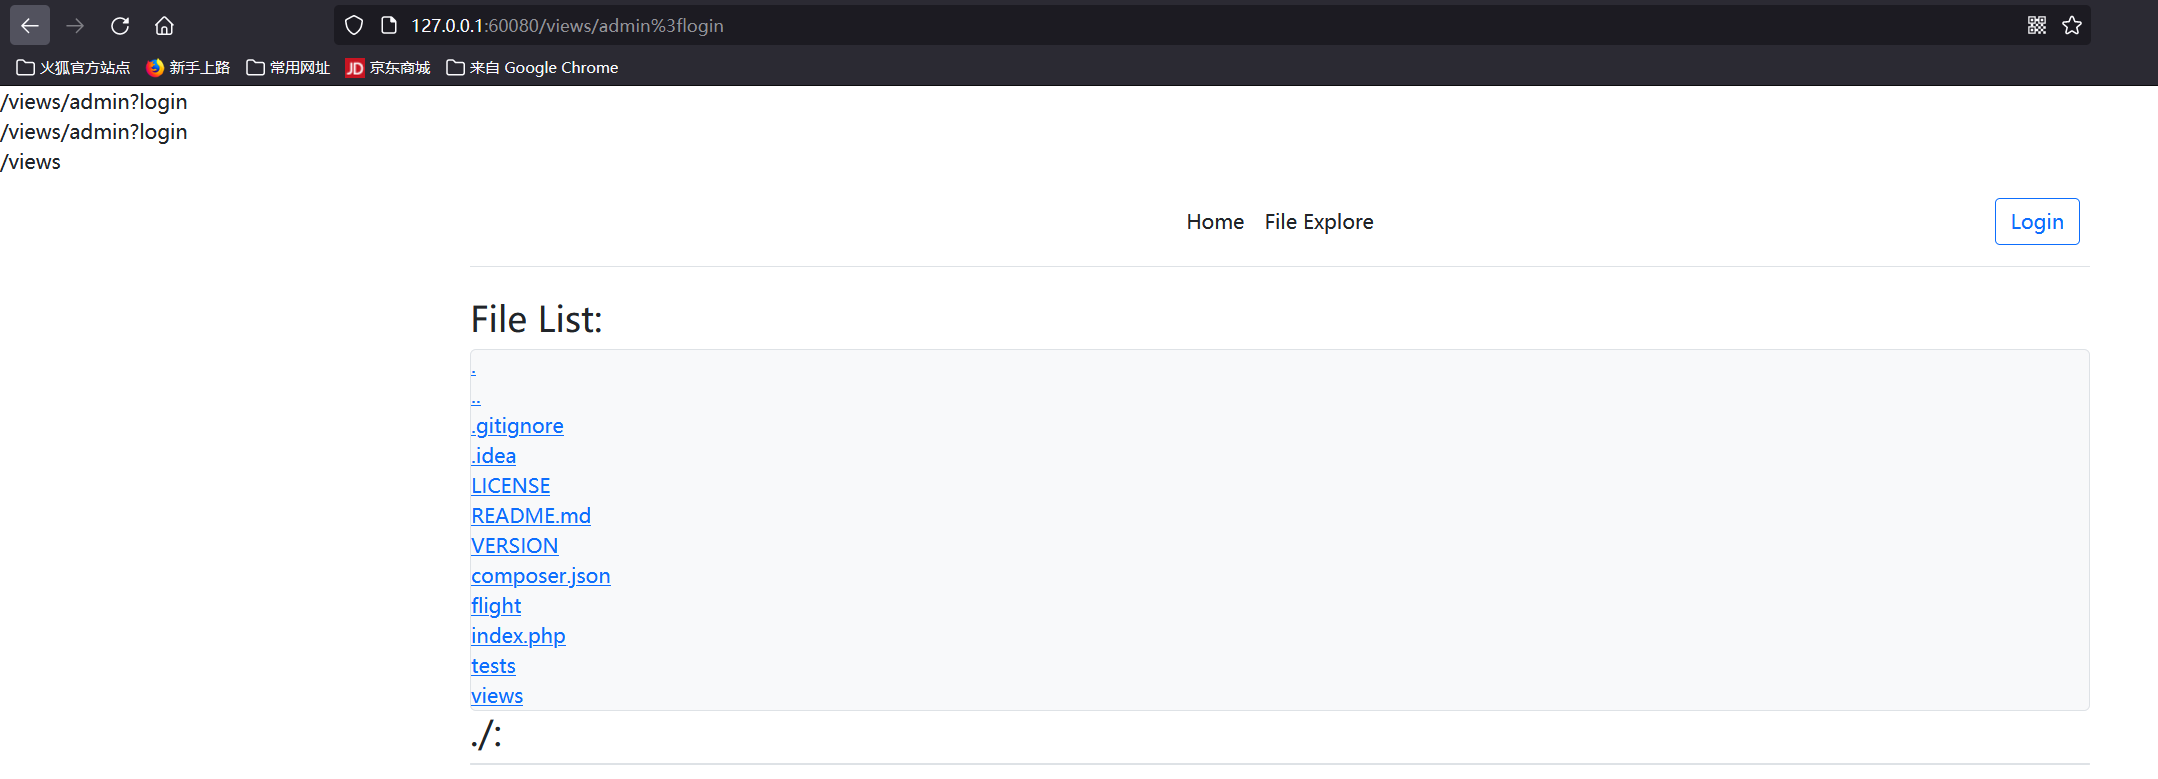 127.0.0.1:60080/views/admin%3flogin
火狐官方站点 新手上路 常用网址 JD 京东商城 来自 Google Chrome
/views/admin?login
/views/admin?login
/views
Home File Explore Login
File List:
.
..
.gitignore
.idea
LICENSE
README.md
VERSION
composer.json
flight
index.php
tests
views
./: